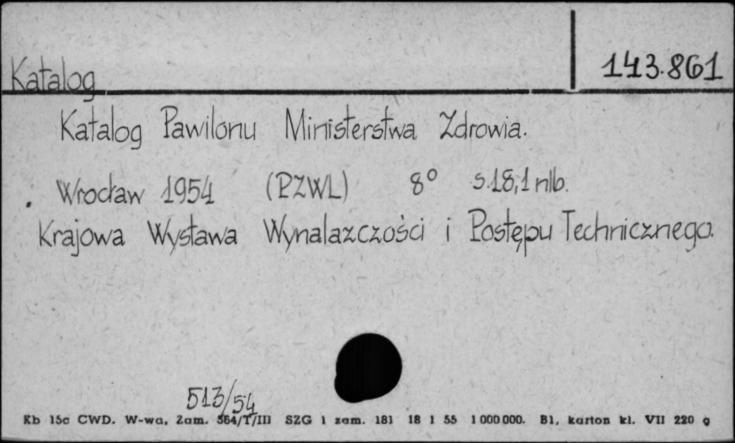 Katalog
143.861
Katalog Pawilonu Ministerstwa Zdrowia.
Wrocław 1954 (PZWL) 8° s.18,1 nlb.
Krajowa Wystawa Wynalazczości i Postępu Technicznego.
513/54
Kb 15c CWD. W-wa, Zam. 564/T/III SZG 1 zam. 181 18 1 55 1 000 000. B1, karton kl. VII 220 g